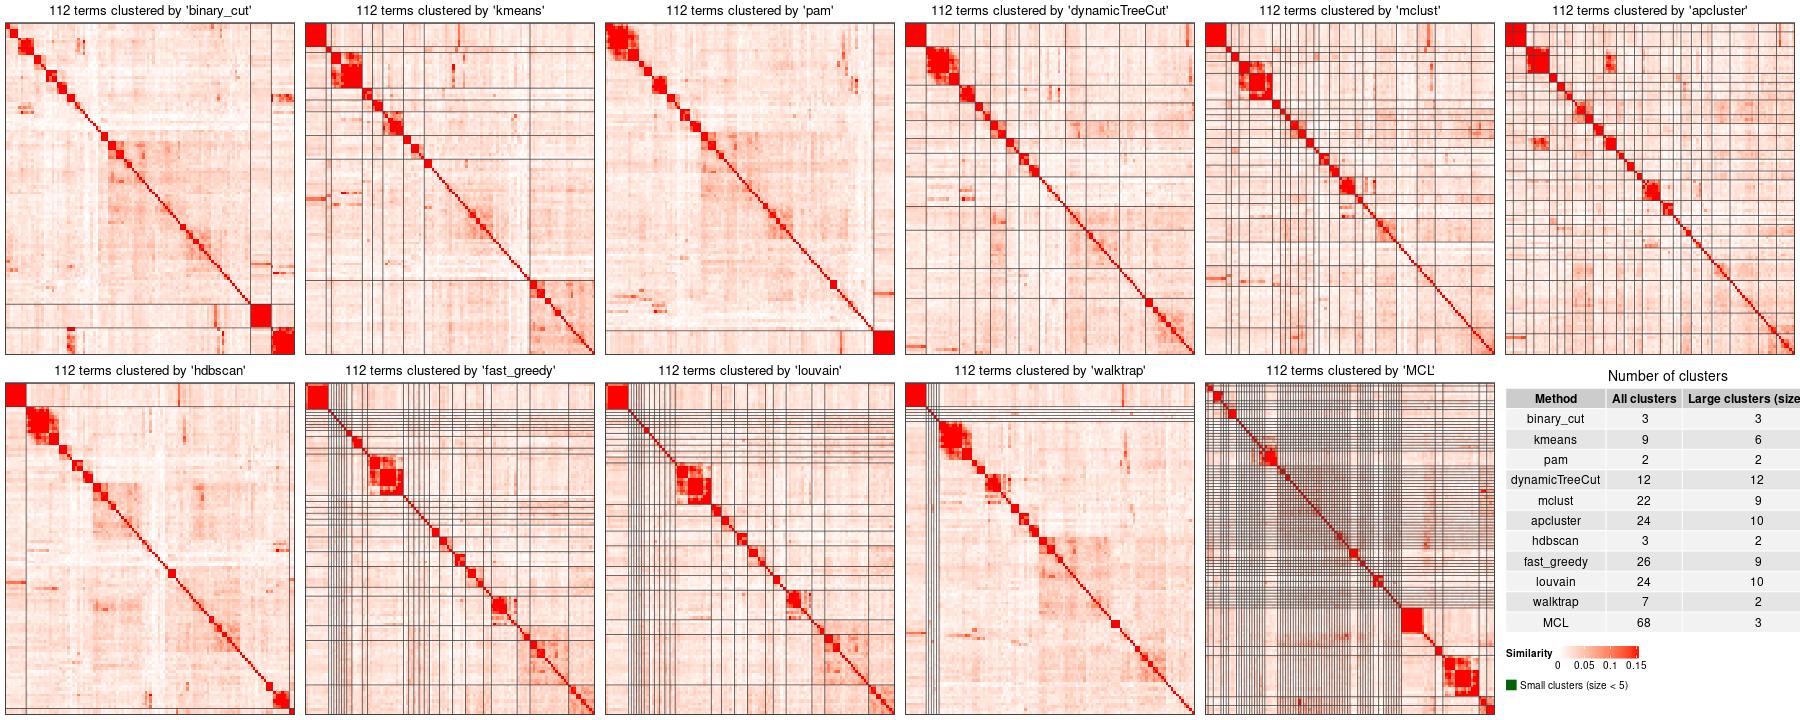 112 terms clustered by 'binary_cut'
112 terms clustered by 'kmeans'
112 terms clustered by 'pam'
112 terms clustered by 'dynamicTreeCut'
112 terms clustered by 'mclust'
112 terms clustered by 'apcluster'
112 terms clustered by 'hdbscan'
112 terms clustered by 'fast_greedy'
112 terms clustered by 'louvain'
112 terms clustered by 'walktrap'
112 terms clustered by 'MCL'
Number of clusters
Method All clusters Large clusters (size
binary_cut 3 3
kmeans 9 6
pam 2 2
dynamicTreeCut 12 12
mclust 22 9
apcluster 24 10
hdbscan 3 2
fast_greedy 26 9
louvain 24 10
walktrap 7 2
MCL 68 3
Similarity
0 0.05 0.1 0.15
Small clusters (size < 5)